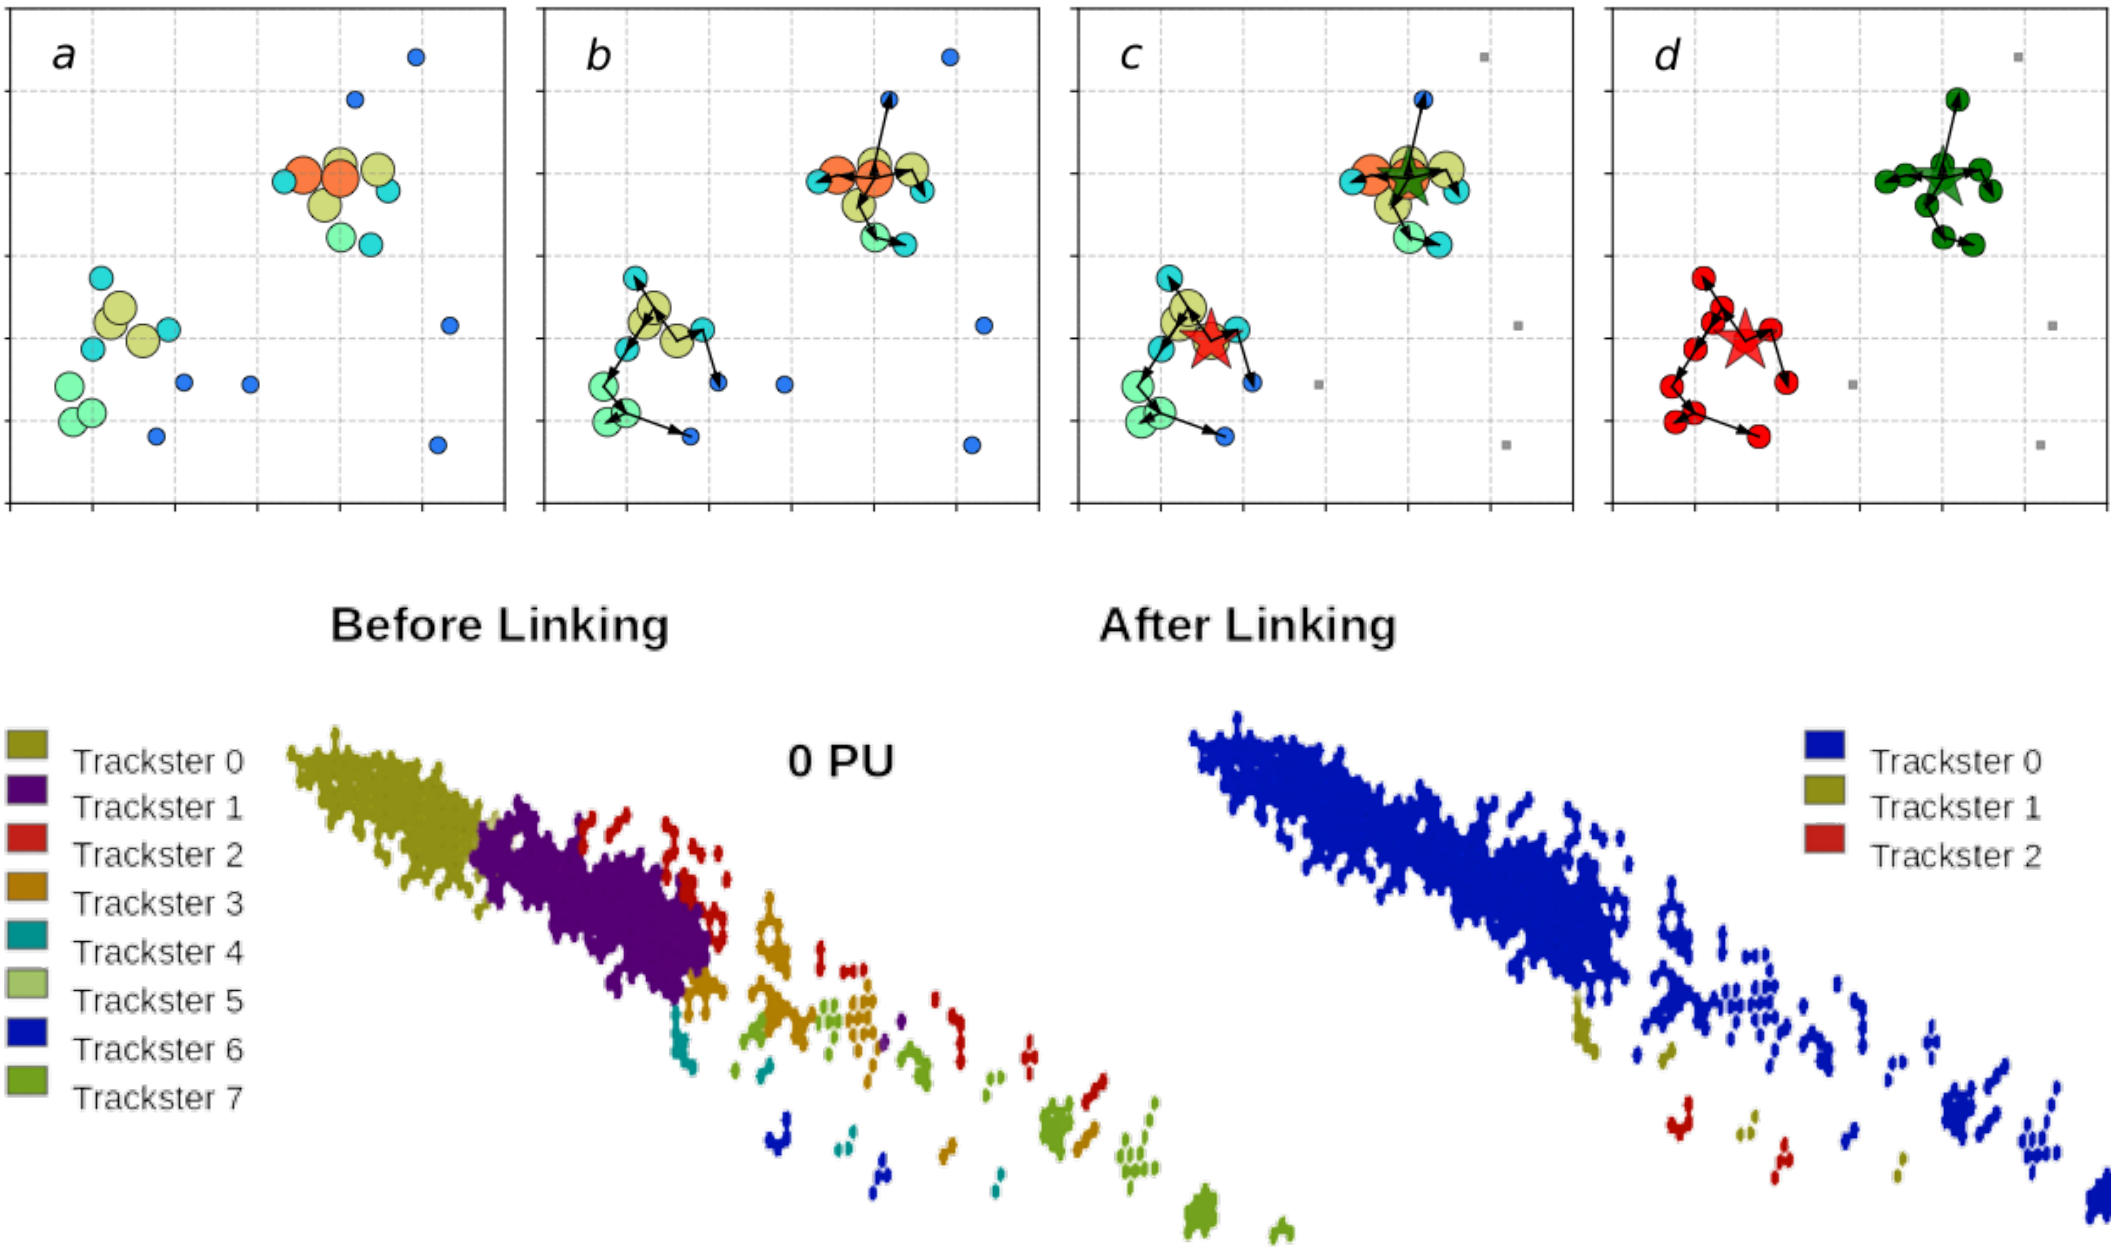 a
b
c
d
Before Linking
After Linking
0 PU
Trackster 0
Trackster 1
Trackster 2
Trackster 3
Trackster 4
Trackster 5
Trackster 6
Trackster 7
Trackster 0
Trackster 1
Trackster 2